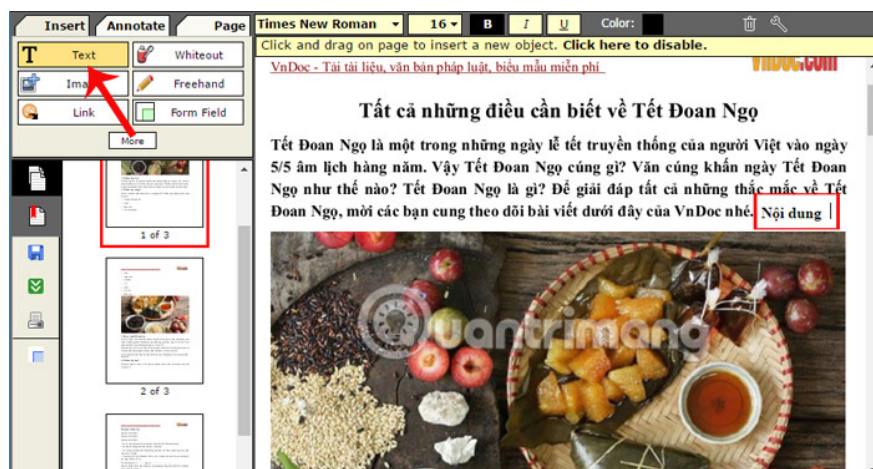 Insert Annotate Page
Times New Roman 16 B I U Color:
Text Whiteout
Click and drag on page to insert a new object. Click here to disable.
Freehand
Link Form Field
More
VnDoc - Tải tài liệu, văn bản pháp luật, biểu mẫu miễn phí
VnDoc.com
Tất cả những điều cần biết về Tết Đoan Ngọ
Tết Đoan Ngọ là một trong những ngày lễ tết truyền thống của người Việt vào ngày
5/5 âm lịch hàng năm. Vậy Tết Đoan Ngọ cúng gì? Văn cúng khấn ngày Tết Đoan
Ngọ như thế nào? Tết Đoan Ngọ là gì? Để giải đáp tất cả những thắc mắc về Tết
Đoan Ngọ, mời các bạn cung theo dõi bài viết dưới đây của VnDoc nhé. Nội dung
1 of 3
2 of 3
Quantrimang